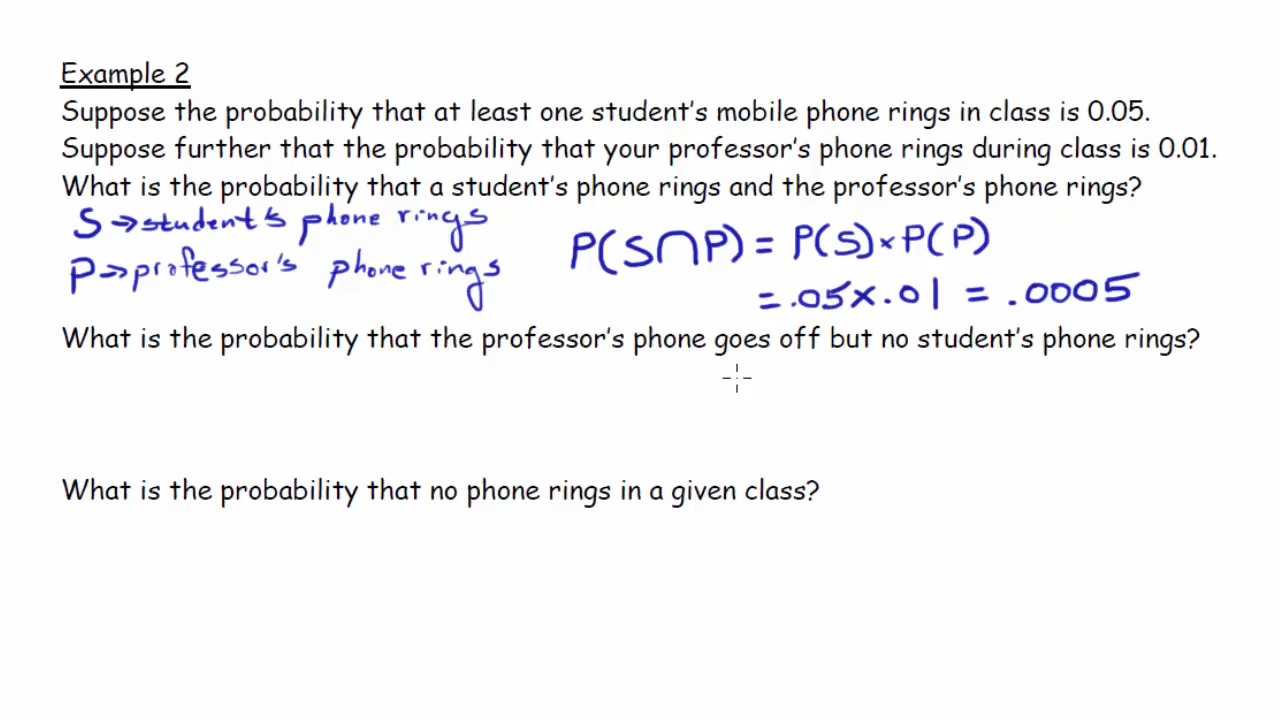 Example 2
Suppose the probability that at least one student's mobile phone rings in class is 0.05.
Suppose further that the probability that your professor's phone rings during class is 0.01.
What is the probability that a student's phone rings and the professor's phone rings?
S → student's phone rings
P → professor's phone rings
P(S∩P) = P(S) × P(P)
= .05 × .01 = .0005
What is the probability that the professor's phone goes off but no student's phone rings?
What is the probability that no phone rings in a given class?